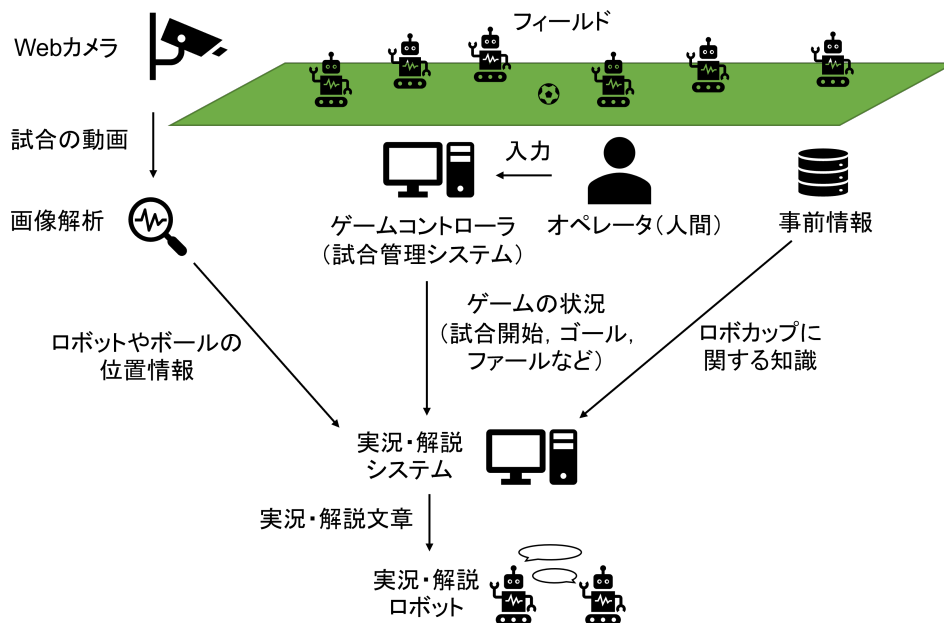 フィールド
Webカメラ
試合の動画
入力
画像解析
ゲームコントローラ
（試合管理システム）
オペレータ（人間）
事前情報
ロボットやボールの
位置情報
ゲームの状況
（試合開始, ゴール,
ファールなど）
ロボカップに
関する知識
実況・解説
システム
実況・解説文章
実況・解説
ロボット